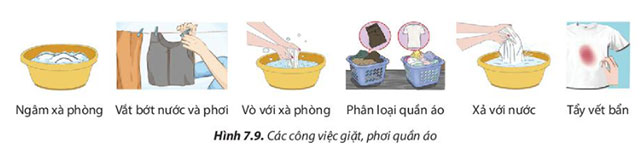 Ngâm xà phòng Vắt bớt nước và phơi Vò với xà phòng Phân loại quần áo Xả với nước Tẩy vết bẩn
Hình 7.9. Các công việc giặt, phơi quần áo